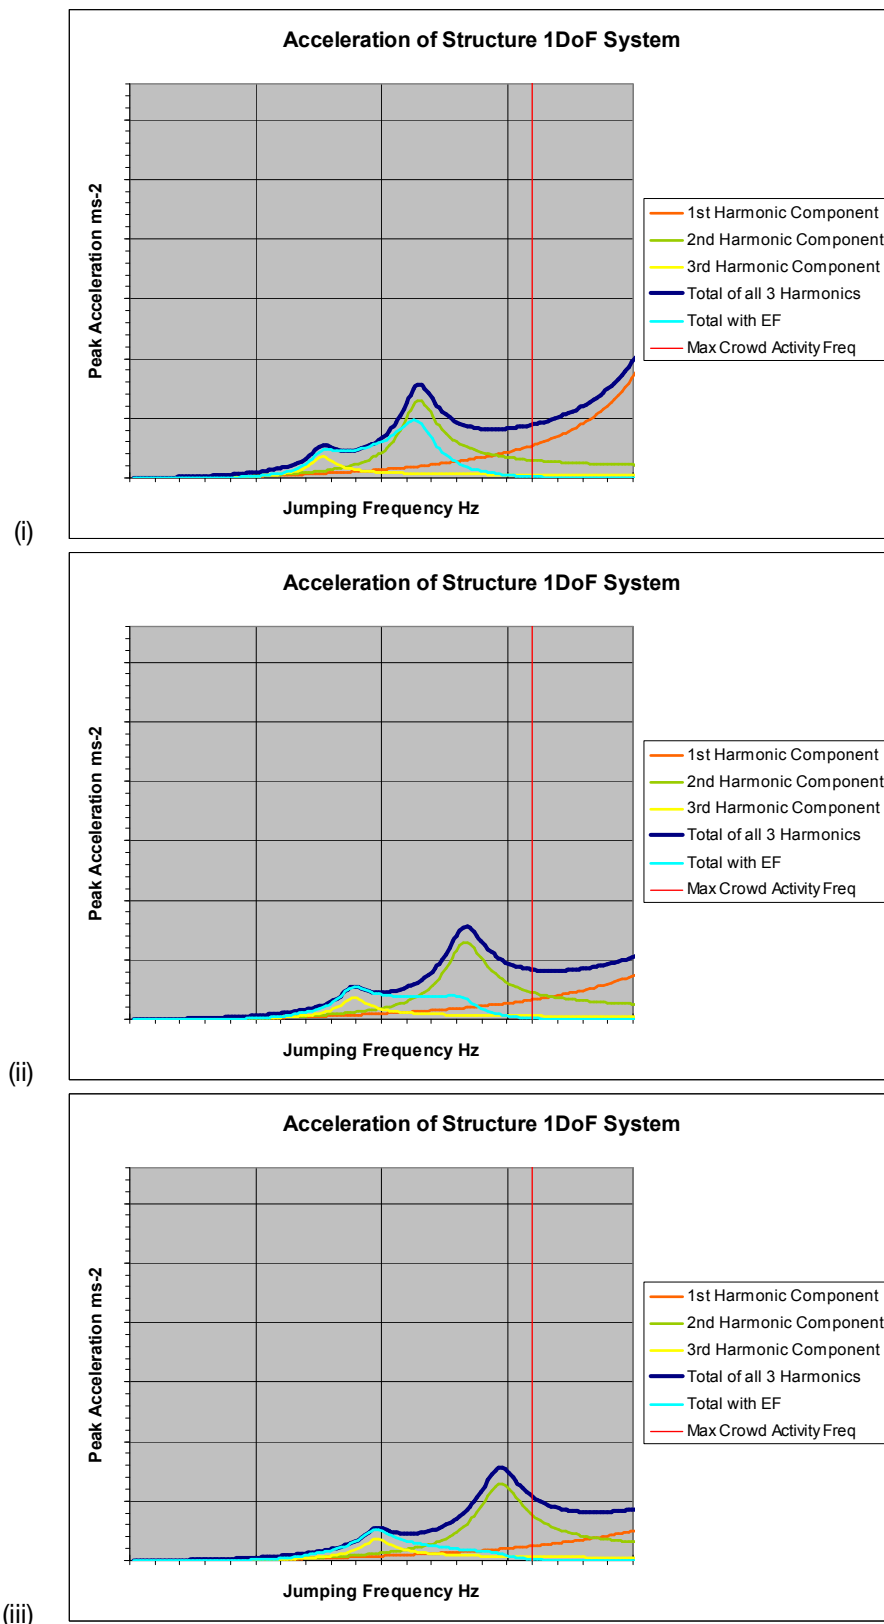 Acceleration of Structure 1DoF System
Peak Acceleration ms-2
1st Harmonic Component
2nd Harmonic Component
3rd Harmonic Component
Total of all 3 Harmonics
Total with EF
Max Crowd Activity Freq
Jumping Frequency Hz
(i)
Acceleration of Structure 1DoF System
Peak Acceleration ms-2
1st Harmonic Component
2nd Harmonic Component
3rd Harmonic Component
Total of all 3 Harmonics
Total with EF
Max Crowd Activity Freq
Jumping Frequency Hz
(ii)
Acceleration of Structure 1DoF System
Peak Acceleration ms-2
1st Harmonic Component
2nd Harmonic Component
3rd Harmonic Component
Total of all 3 Harmonics
Total with EF
Max Crowd Activity Freq
Jumping Frequency Hz
(iii)